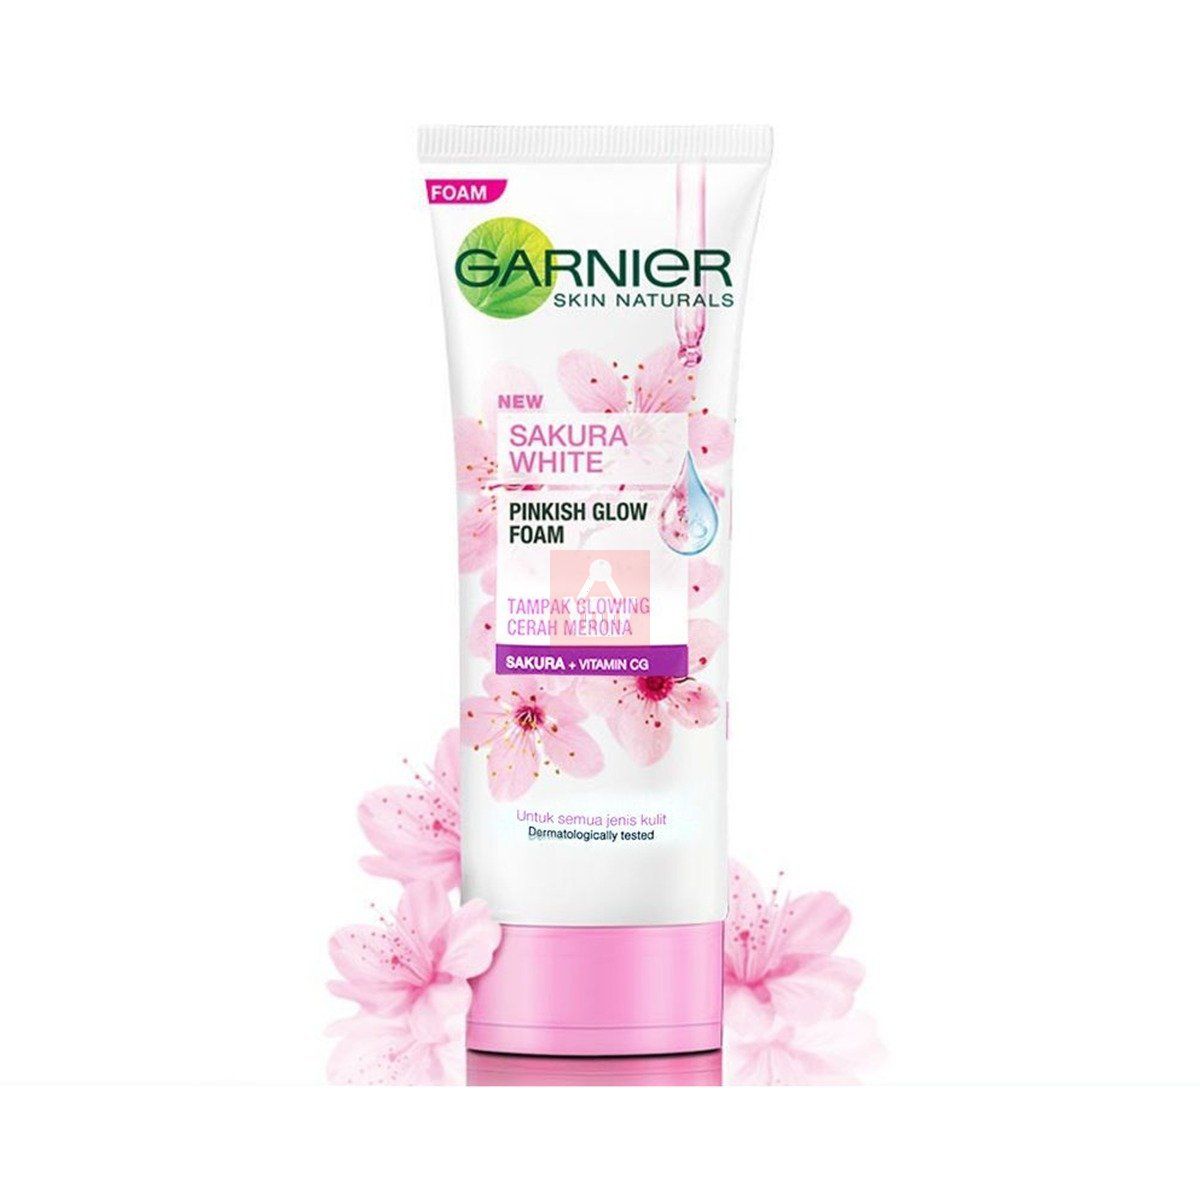 FOAM
GARNIER
SKIN NATURALS
NEW
SAKURA
WHITE
PINKISH GLOW
FOAM
TAMPAK GLOWING
CERAH MERONA
SAKURA + VITAMIN CG
Untuk semua jenis kulit
Dermatologically tested